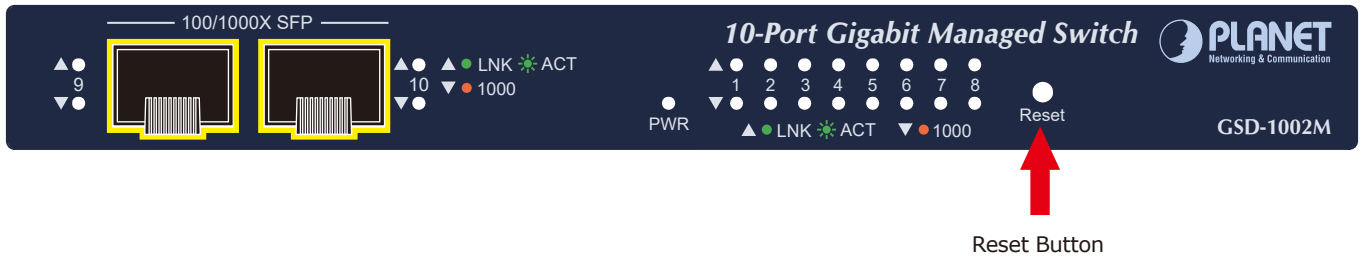 100/1000X SFP
10-Port Gigabit Managed Switch
PLANET
Networking & Communication
9
10
LNK ACT
1000
PWR
1 2 3 4 5 6 7 8
LNK ACT 1000
Reset
GSD-1002M
Reset Button